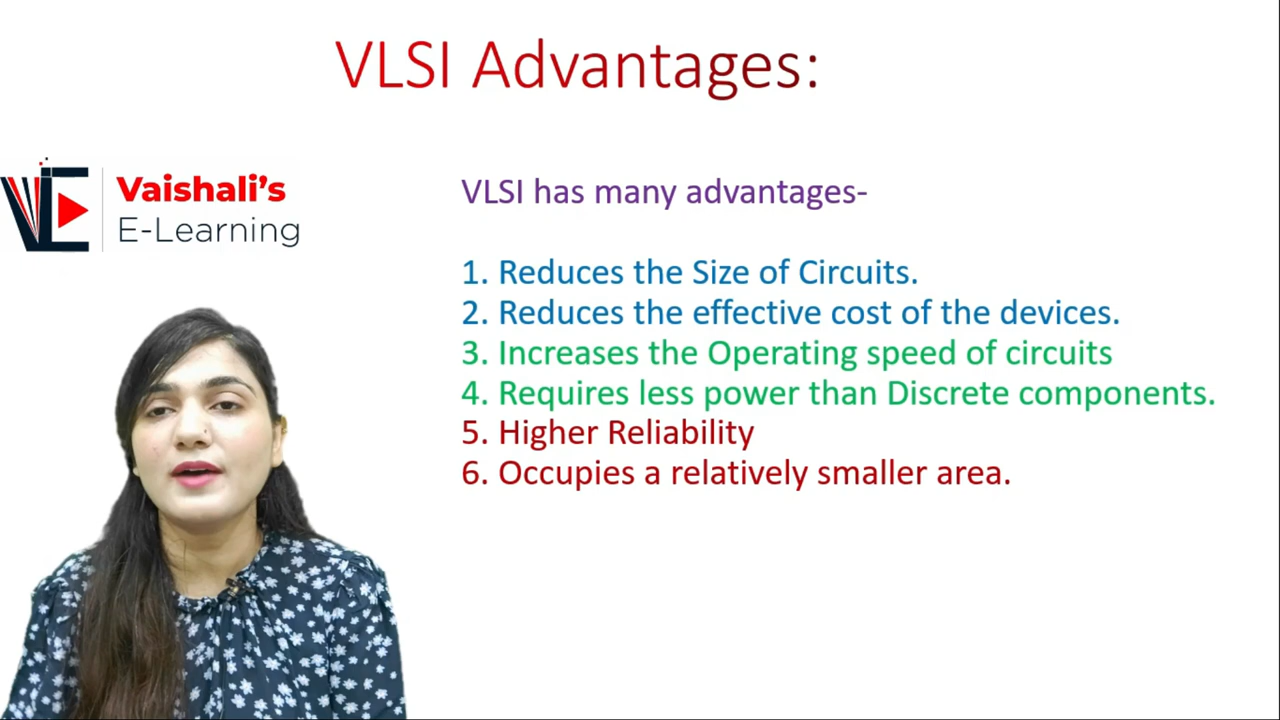 VLSI Advantages:
Vaishali's
E-Learning
VLSI has many advantages-
1. Reduces the Size of Circuits.
2. Reduces the effective cost of the devices.
3. Increases the Operating speed of circuits
4. Requires less power than Discrete components.
5. Higher Reliability
6. Occupies a relatively smaller area.